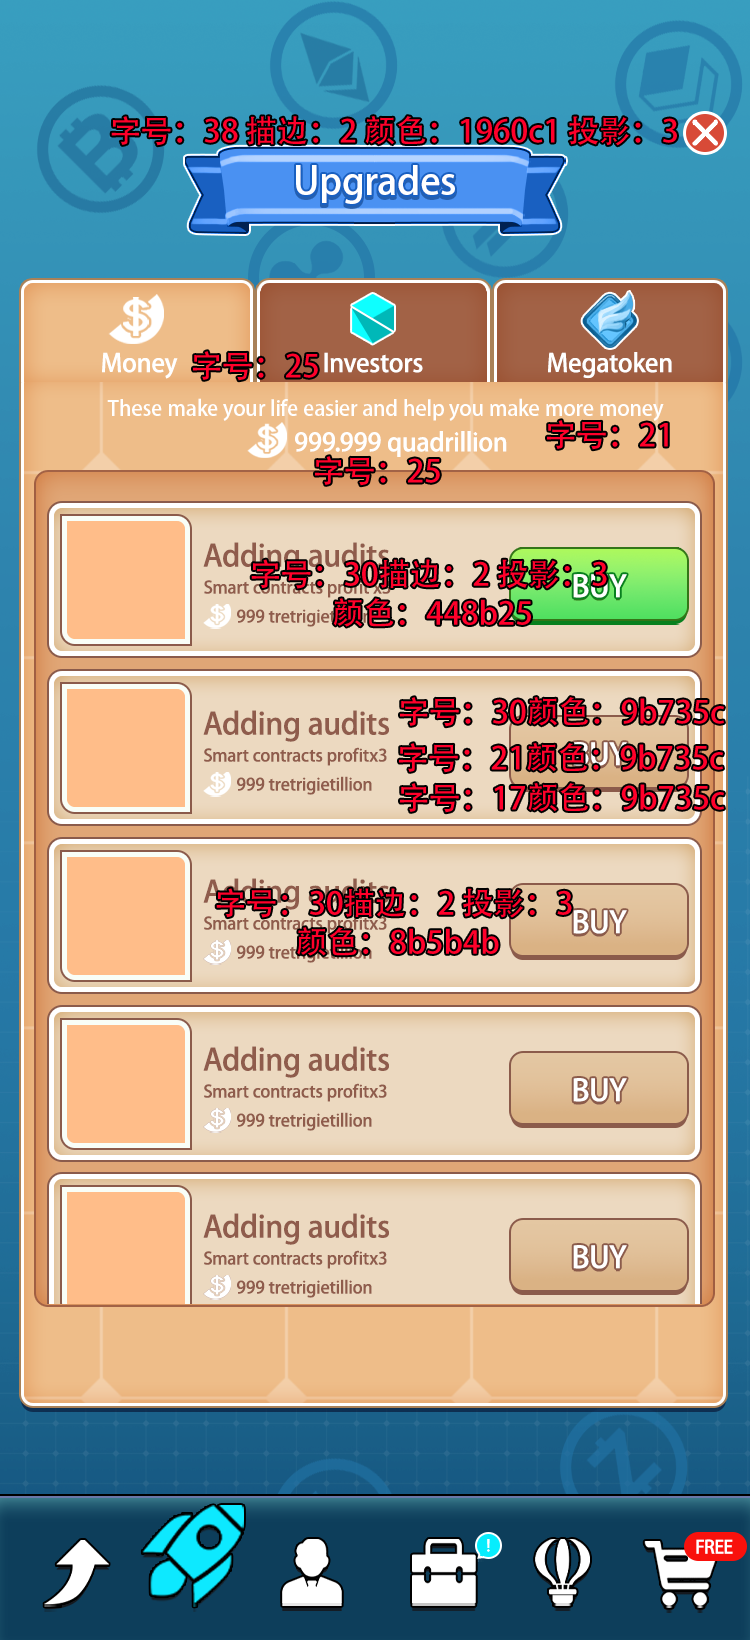 字号：38 描边：2 颜色：1960c1 投影：3
Upgrades
Money
字号：25
Investors
Megatoken
These make your life easier and help you make more money
999.999 quadrillion
字号：21
字号：25
Adding audits
字号：30描边：2 投影：3
BUY
Smart contracts profit x3
999 tretrigietillion
颜色：448b25
Adding audits
字号：30颜色：9b735c
Smart contracts profitx3
字号：21颜色：9b735c
BUY
999 tretrigietillion
字号：17颜色：9b735c
Adding audits
字号：30描边：2 投影：3
Smart contracts profitx3
BUY
999 tretrigietillion
颜色：8b5b4b
Adding audits
Smart contracts profitx3
BUY
999 tretrigietillion
Adding audits
Smart contracts profitx3
BUY
999 tretrigietillion
!
FREE